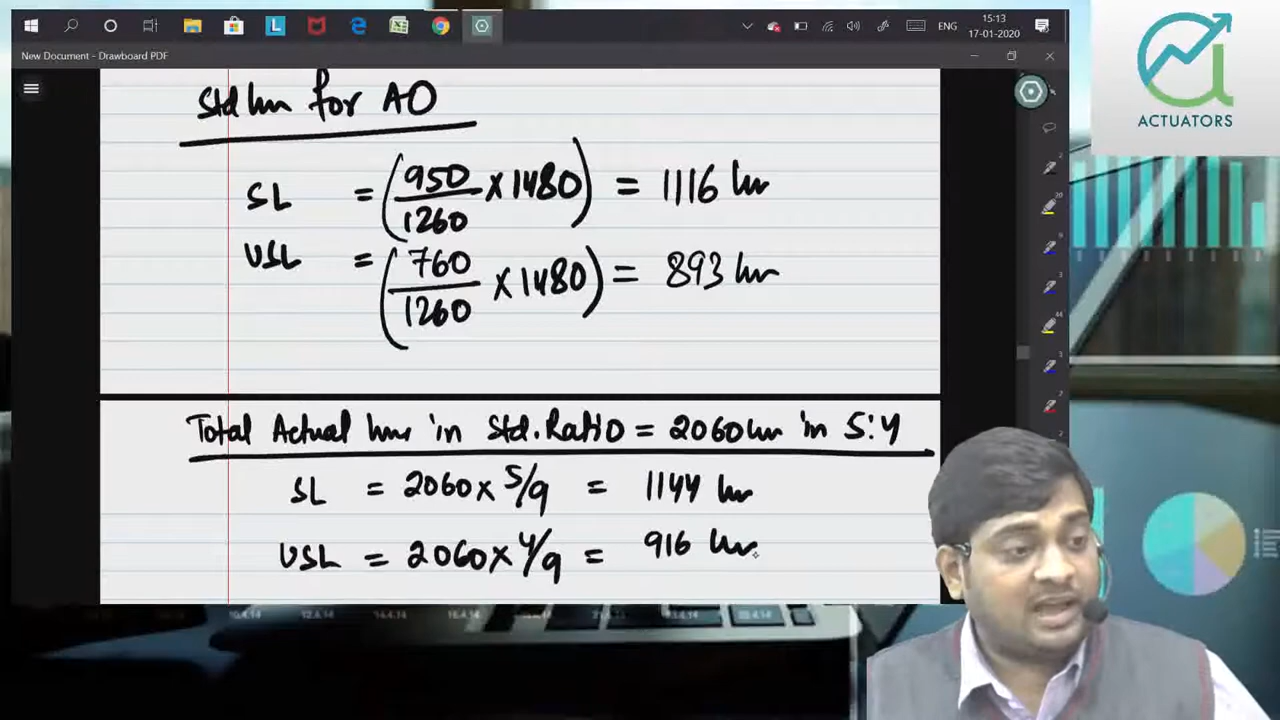 15:13
ENG
17-01-2020
New Document - Drawboard PDF
ACTUATORS
Std hr for AO
SL = (950/1260 × 1480) = 1116 hr
USL = (760/1260 × 1480) = 893 hr
Total Actual hrs in Std. Ratio = 2060 hr in 5:4
SL = 2060 × 5/9 = 1144 hr
USL = 2060 × 4/9 = 916 hr